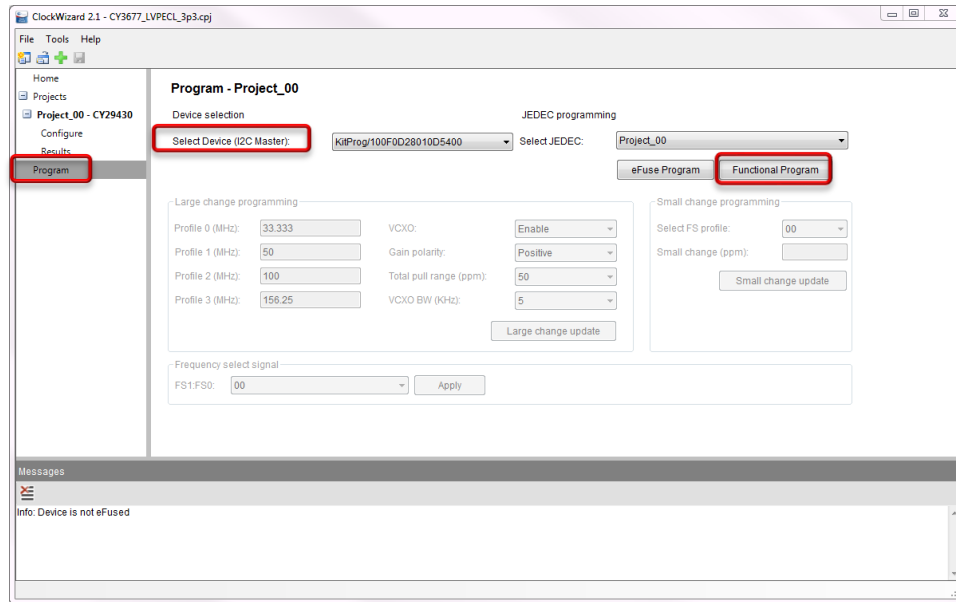 ClockWizard 2.1 - CY3677_LVPECL_3p3.cpj
File Tools Help
Home
Projects
Project_00 - CY29430
Configure
Results
Program
Program - Project_00
Device selection
JEDEC programming
Select Device (I2C Master):
KitProg/100F0D28010D5400
Select JEDEC:
Project_00
eFuse Program
Functional Program
Large change programming
Profile 0 (MHz): 33.333
VCXO: Enable
Profile 1 (MHz): 50
Gain polarity: Positive
Profile 2 (MHz): 100
Total pull range (ppm): 50
Profile 3 (MHz): 156.25
VCXO BW (KHz): 5
Large change update
Small change programming
Select FS profile: 00
Small change (ppm):
Small change update
Frequency select signal
FS1:FS0: 00
Apply
Messages
Info: Device is not eFused